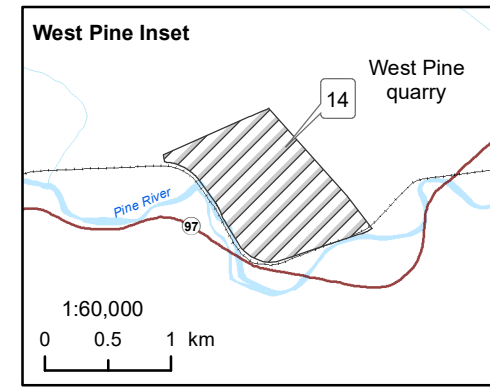 West Pine Inset
West Pine
quarry
14
Pine River
97
1:60,000
0 0.5 1 km